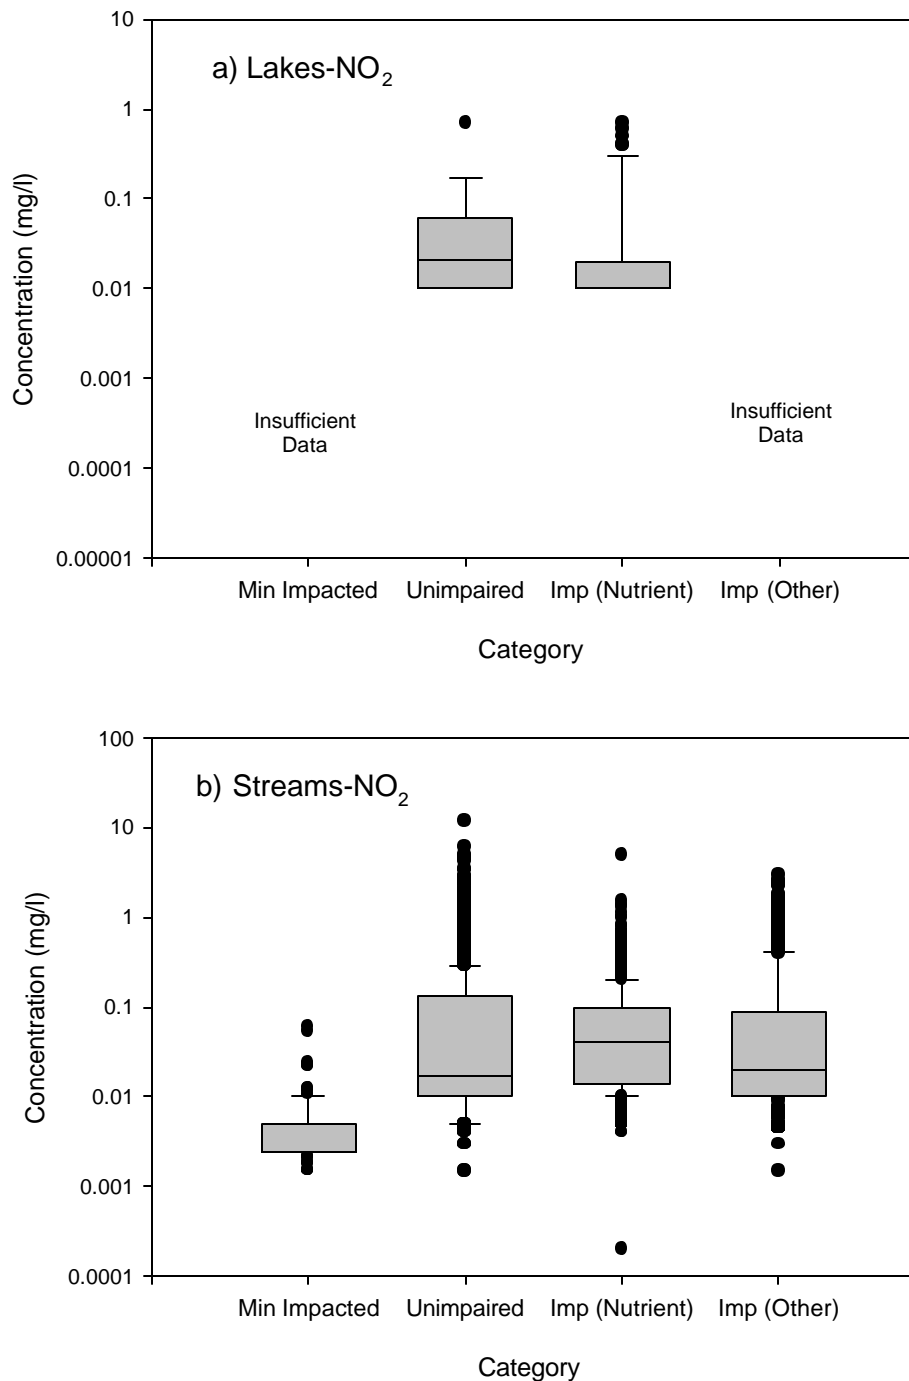 a) Lakes-NO2
Concentration (mg/l)
10
1
0.1
0.01
0.001
0.0001
0.00001
Insufficient
Data
Insufficient
Data
Min Impacted Unimpaired Imp (Nutrient) Imp (Other)
Category
b) Streams-NO2
Concentration (mg/l)
100
10
1
0.1
0.01
0.001
0.0001
Min Impacted Unimpaired Imp (Nutrient) Imp (Other)
Category